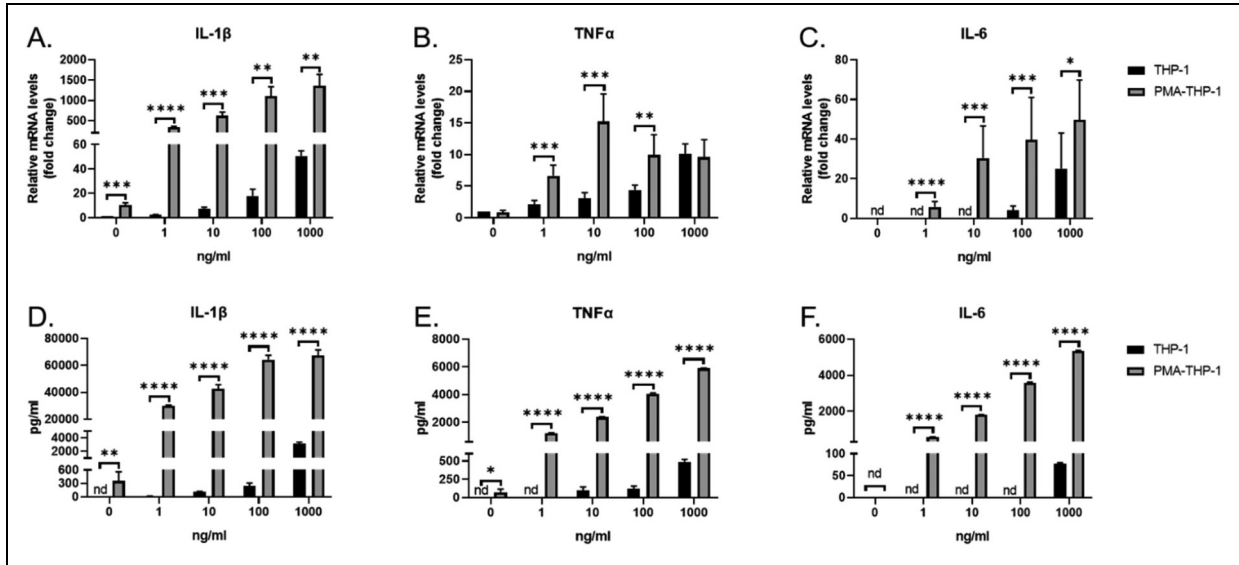 A. IL-1β
Relative mRNA levels
(fold change)
2000
1500
1000
500
60
40
20
0
***
****
***
**
**
0 1 10 100 1000
ng/ml
B. TNFα
Relative mRNA levels
(fold change)
25
20
15
10
5
0
***
***
**
0 1 10 100 1000
ng/ml
C. IL-6
Relative mRNA levels
(fold change)
80
60
40
20
0
nd
nd
****
nd
***
***
*
0 1 10 100 1000
ng/ml
THP-1
PMA-THP-1
D. IL-1β
pg/ml
80000
60000
40000
20000
4000
2000
600
300
0
nd
**
****
****
****
****
0 1 10 100 1000
ng/ml
E. TNFα
pg/ml
8000
6000
4000
2000
500
250
0
nd
*
nd
****
****
****
****
0 1 10 100 1000
ng/ml
F. IL-6
pg/ml
6000
4000
2000
100
50
0
nd
nd
****
nd
****
nd
****
****
0 1 10 100 1000
ng/ml
THP-1
PMA-THP-1